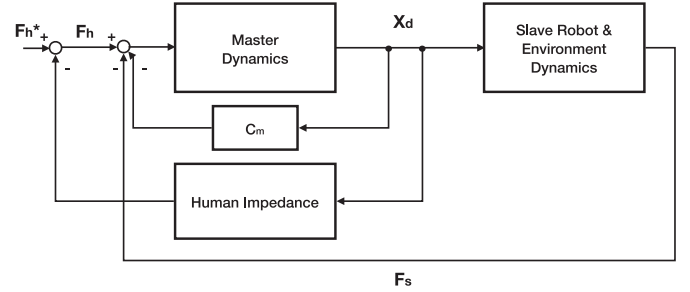 Fh* + Fh + Master Dynamics Xd Slave Robot & Environment Dynamics
- - -
Cm
Human Impedance
Fs